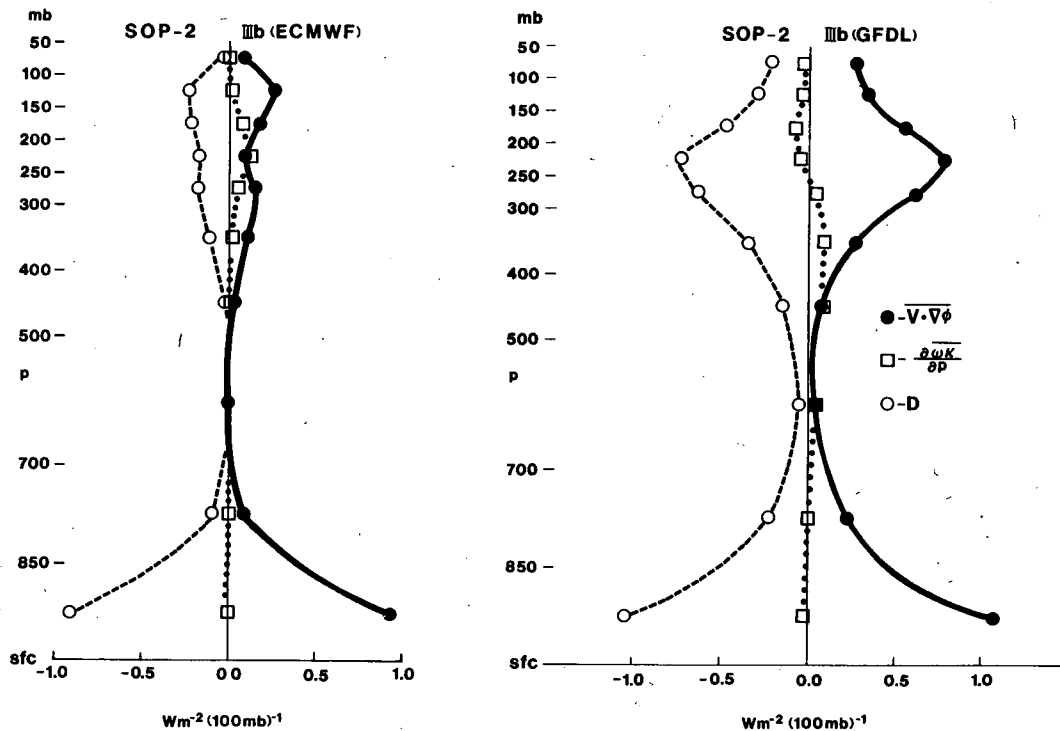 mb
SOP-2 IIIb (ECMWF)
50
100
150
200
250
300
400
500
p
700
850
sfc
-1.0 0.0 0.5 1.0
Wm⁻² (100mb)⁻¹
mb
SOP-2 IIIb (GFDL)
50
100
150
200
250
300
400
500
p
700
850
sfc
-1.0 0.0 0.5 1.0
Wm⁻² (100mb)⁻¹
-V·∇φ
- ∂ωK
∂P
-D